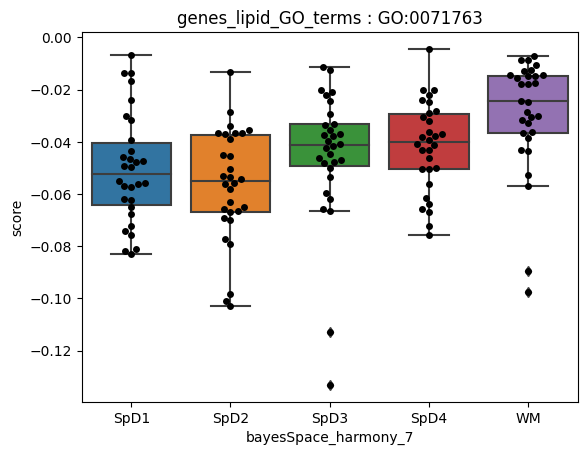 genes_lipid_GO_terms : GO:0071763
score
0.00
−0.02
−0.04
−0.06
−0.08
−0.10
−0.12
SpD1 SpD2 SpD3 SpD4 WM
bayesSpace_harmony_7